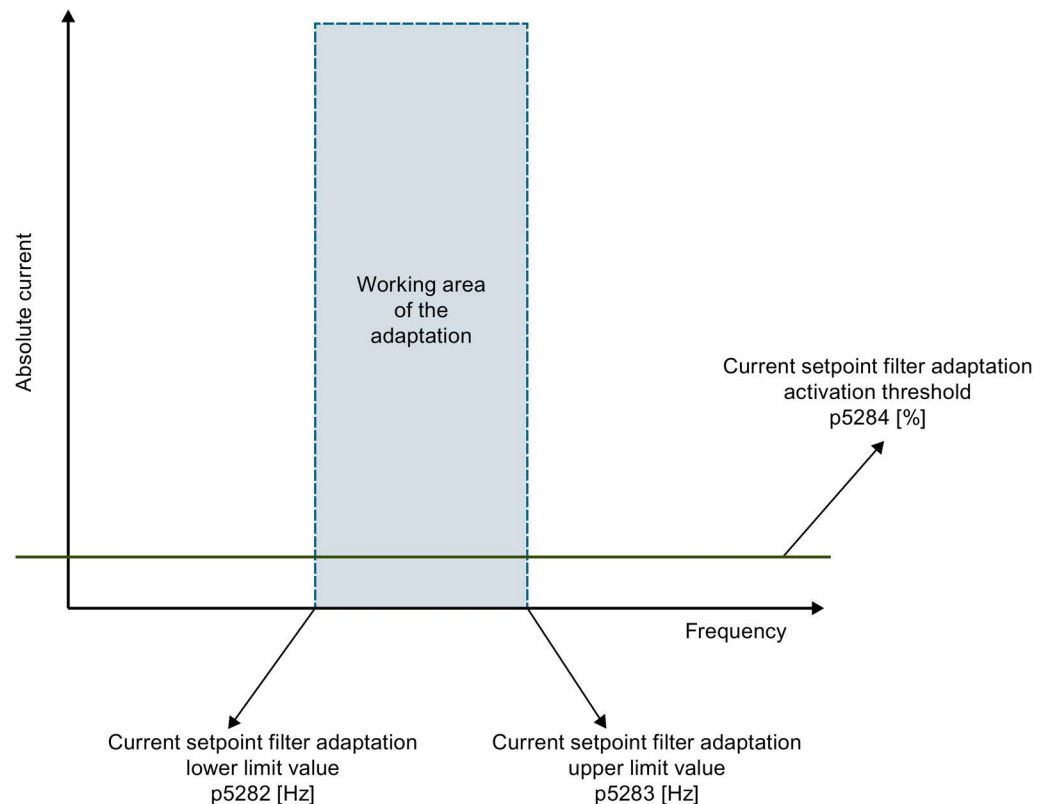 Absolute current
Working area
of the
adaptation
Current setpoint filter adaptation
activation threshold
p5284 [%]
Frequency
Current setpoint filter adaptation
lower limit value
p5282 [Hz]
Current setpoint filter adaptation
upper limit value
p5283 [Hz]